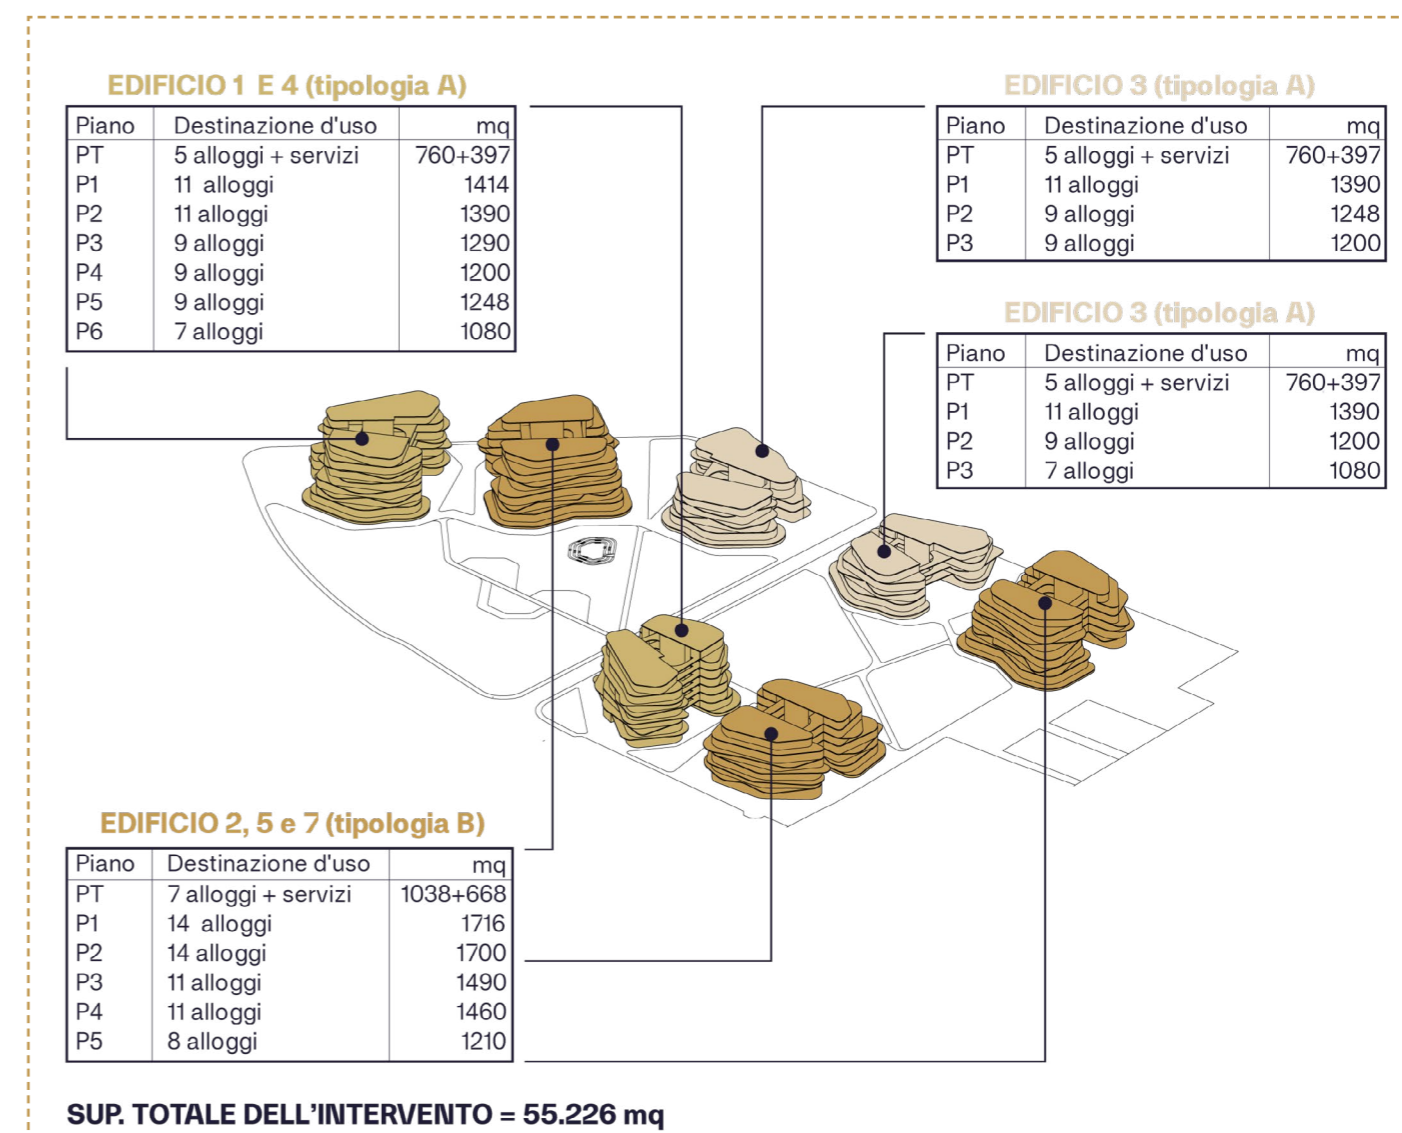 EDIFICIO 1 E 4 (tipologia A)
Piano Destinazione d'uso mq
PT 5 alloggi + servizi 760+397
P1 11 alloggi 1414
P2 11 alloggi 1390
P3 9 alloggi 1290
P4 9 alloggi 1200
P5 9 alloggi 1248
P6 7 alloggi 1080
EDIFICIO 3 (tipologia A)
Piano Destinazione d'uso mq
PT 5 alloggi + servizi 760+397
P1 11 alloggi 1390
P2 9 alloggi 1248
P3 9 alloggi 1200
EDIFICIO 3 (tipologia A)
Piano Destinazione d'uso mq
PT 5 alloggi + servizi 760+397
P1 11 alloggi 1390
P2 9 alloggi 1200
P3 7 alloggi 1080
EDIFICIO 2, 5 e 7 (tipologia B)
Piano Destinazione d'uso mq
PT 7 alloggi + servizi 1038+668
P1 14 alloggi 1716
P2 14 alloggi 1700
P3 11 alloggi 1490
P4 11 alloggi 1460
P5 8 alloggi 1210
SUP. TOTALE DELL'INTERVENTO = 55.226 mq